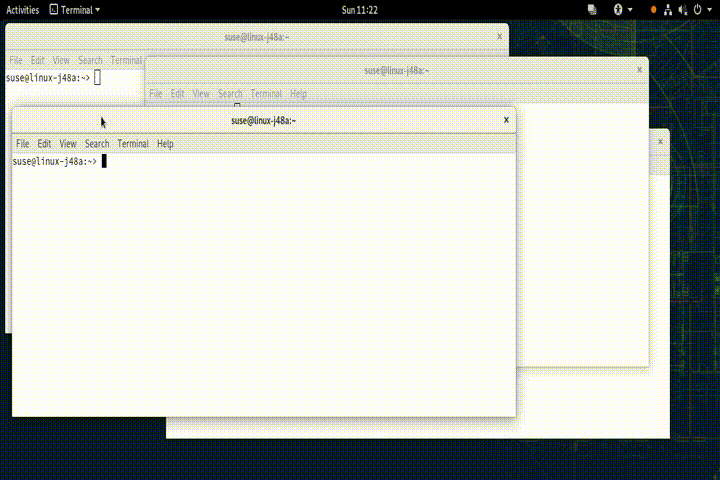 Activities Terminal Sun 11:22
suse@linux-j48a:~ x
File Edit View Search Terminal
suse@linux-j48a:~>
suse@linux-j48a:~ x
File Edit View Search Terminal Help
x
suse@linux-j48a:~ x
File Edit View Search Terminal Help
suse@linux-j48a:~>